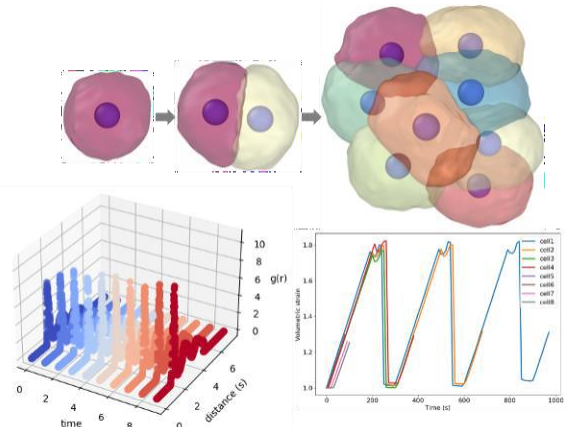 10
8
6
4
2
0
g(r)
0
2
4
6
8
time
0
2
4
6
distance (s)
1.8
1.6
1.4
1.2
1.0
Volumetric strain
0
200
400
600
800
1000
Time (s)
cell1
cell2
cell3
cell4
cell5
cell6
cell7
cell8